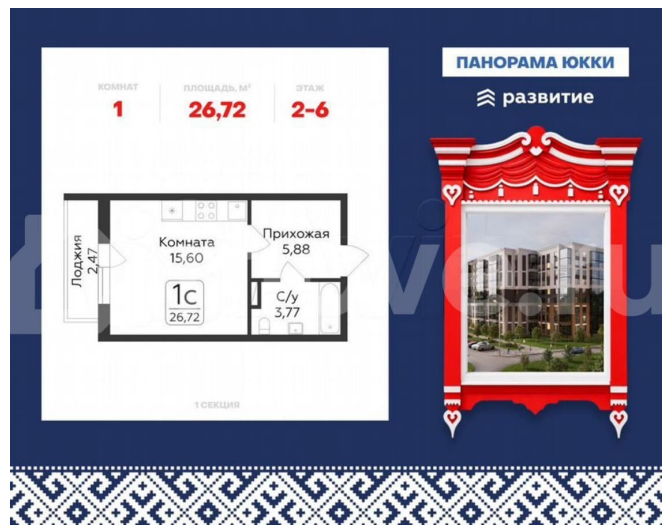 КОМНАТ
1
ПЛОЩАДЬ, М²
26,72
ЭТАЖ
2-6
ПАНОРАМА ЮККИ
развитие
Лоджия
2,47
Комната
15,60
1С
26,72
Прихожая
5,88
С/у
3,77
1 СЕКЦИЯ